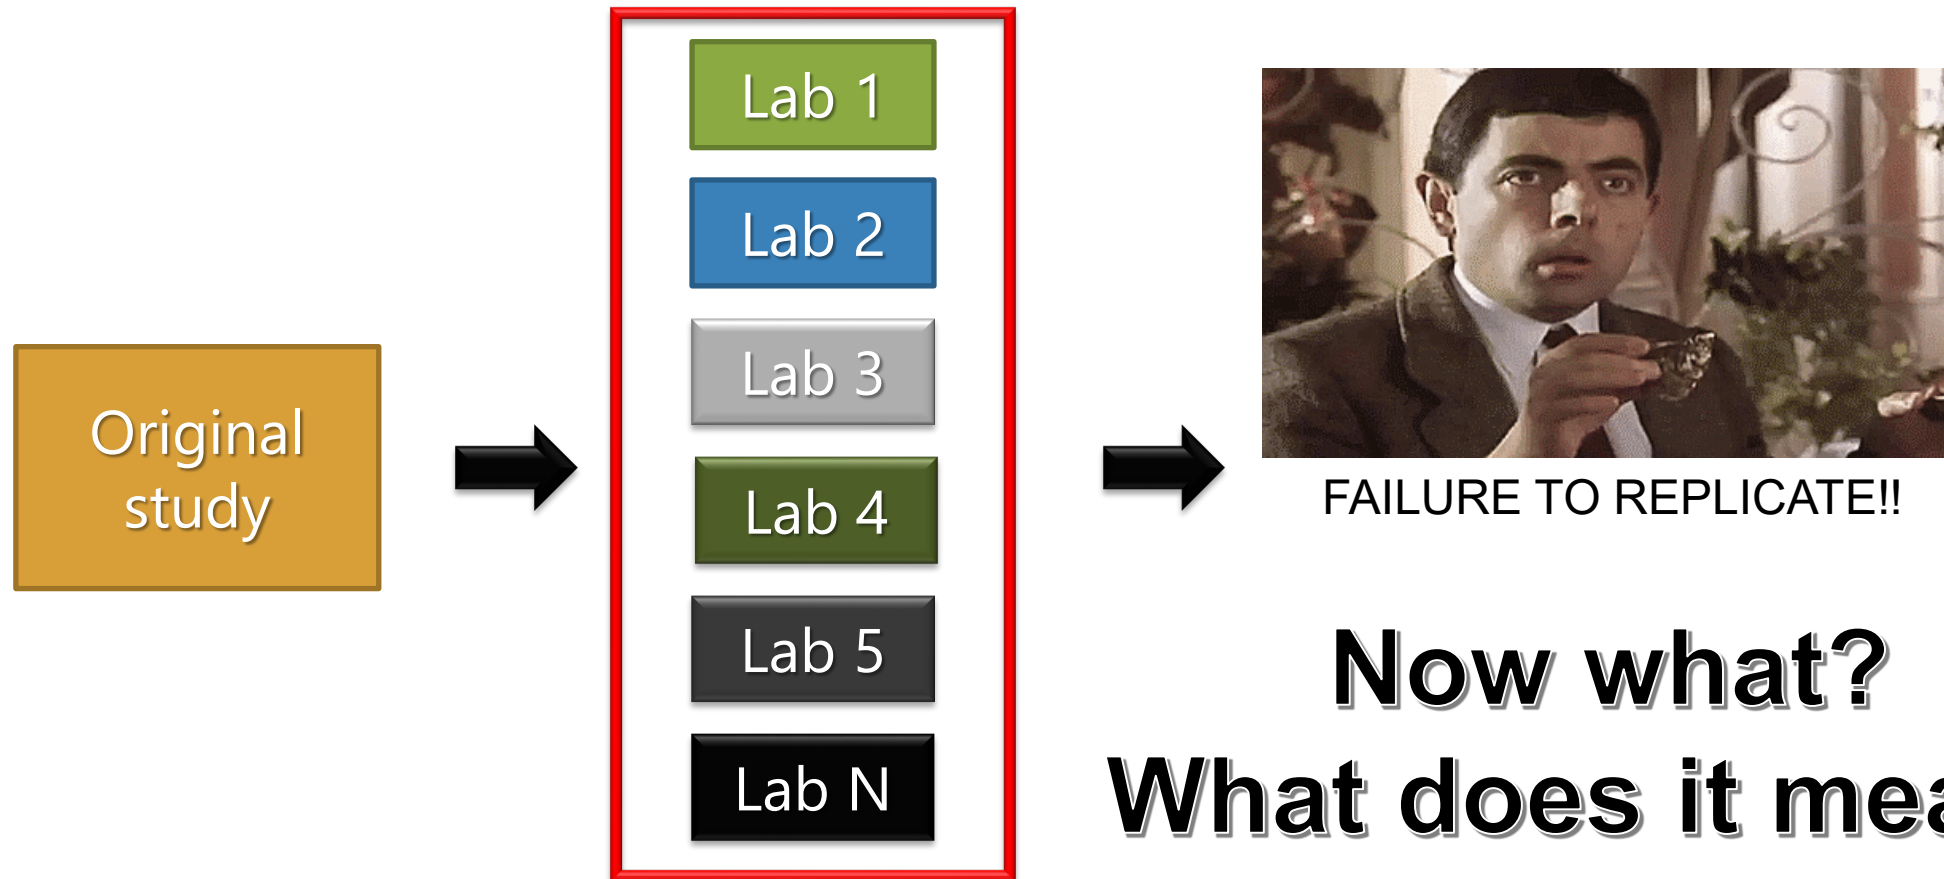 Original
study
Lab 1
Lab 2
Lab 3
Lab 4
Lab 5
Lab N
FAILURE TO REPLICATE!!
Now what?
What does it